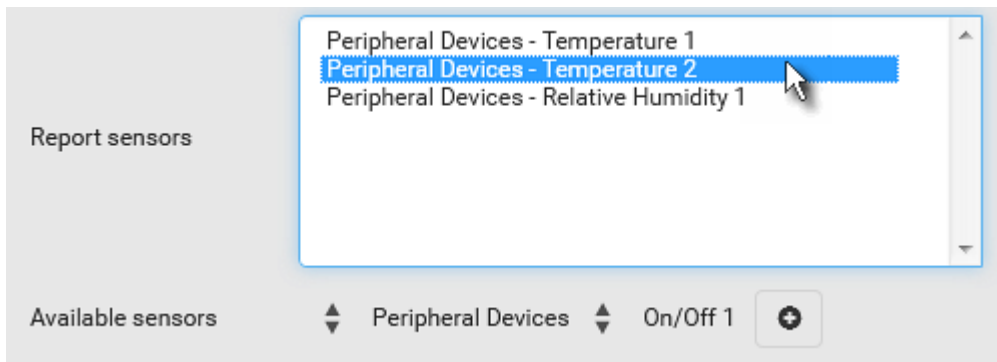 Peripheral Devices - Temperature 1
Peripheral Devices - Temperature 2
Peripheral Devices - Relative Humidity 1
Report sensors
Available sensors Peripheral Devices On/Off 1